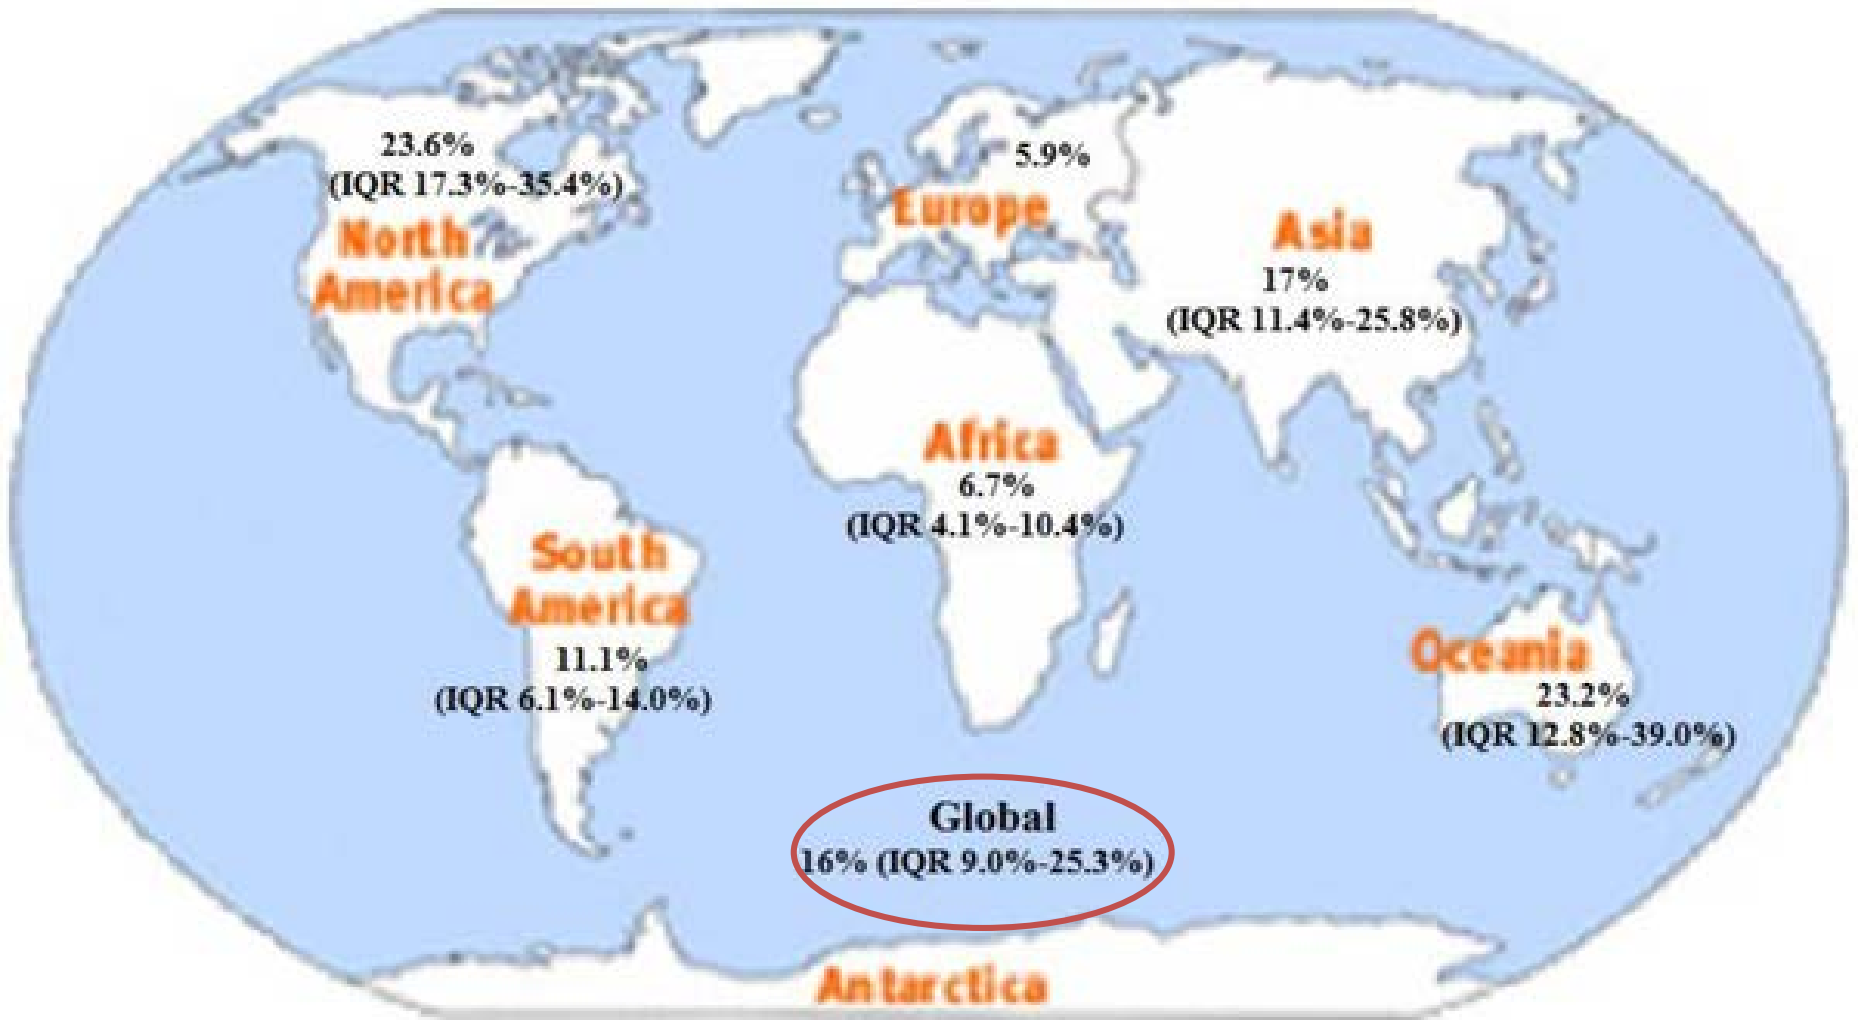 23.6%
(IQR 17.3%-35.4%)
North
America
5.9%
Europe
Asia
17%
(IQR 11.4%-25.8%)
Africa
6.7%
(IQR 4.1%-10.4%)
South
America
11.1%
(IQR 6.1%-14.0%)
Oceania
23.2%
(IQR 12.8%-39.0%)
Global
16% (IQR 9.0%-25.3%)
Antarctica